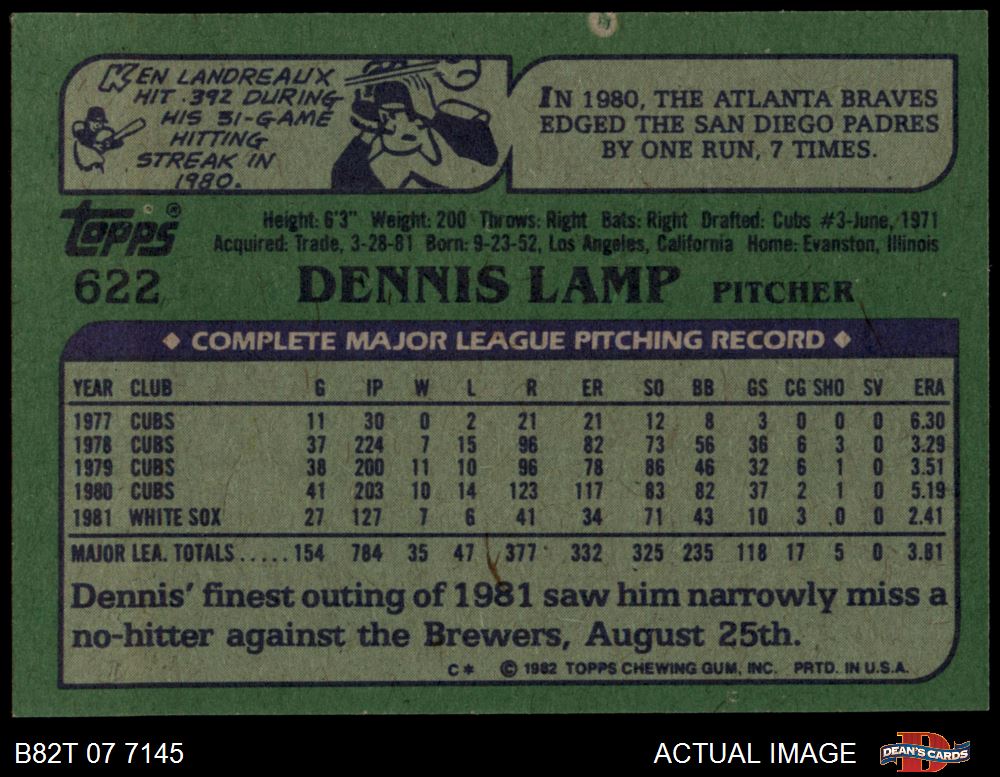 KEN LANDREAUX
HIT .392 DURING
HIS 31-GAME
HITTING
STREAK IN
1980.
IN 1980, THE ATLANTA BRAVES
EDGED THE SAN DIEGO PADRES
BY ONE RUN, 7 TIMES.
Topps®
622
Height: 6'3" Weight: 200 Throws: Right Bats: Right Drafted: Cubs #3-June, 1971
Acquired: Trade, 3-28-81 Born: 9-23-52, Los Angeles, California Home: Evanston, Illinois
DENNIS LAMP PITCHER
◆ COMPLETE MAJOR LEAGUE PITCHING RECORD ◆
YEAR CLUB G IP W L R ER SO BB GS CG SHO SV ERA
1977 CUBS 11 30 0 2 21 21 12 8 3 0 0 0 6.30
1978 CUBS 37 224 7 15 96 82 73 56 36 6 3 0 3.29
1979 CUBS 38 200 11 10 96 78 86 46 32 6 1 0 3.51
1980 CUBS 41 203 10 14 123 117 83 82 37 2 1 0 5.19
1981 WHITE SOX 27 127 7 6 41 34 71 43 10 3 0 0 2.41
MAJOR LEA. TOTALS.....154 784 35 47 377 332 325 235 118 17 5 0 3.81
Dennis' finest outing of 1981 saw him narrowly miss a
no-hitter against the Brewers, August 25th.
C* © 1982 TOPPS CHEWING GUM, INC. PRTD. IN U.S.A.
B82T 07 7145
ACTUAL IMAGE
DEAN'S CARDS